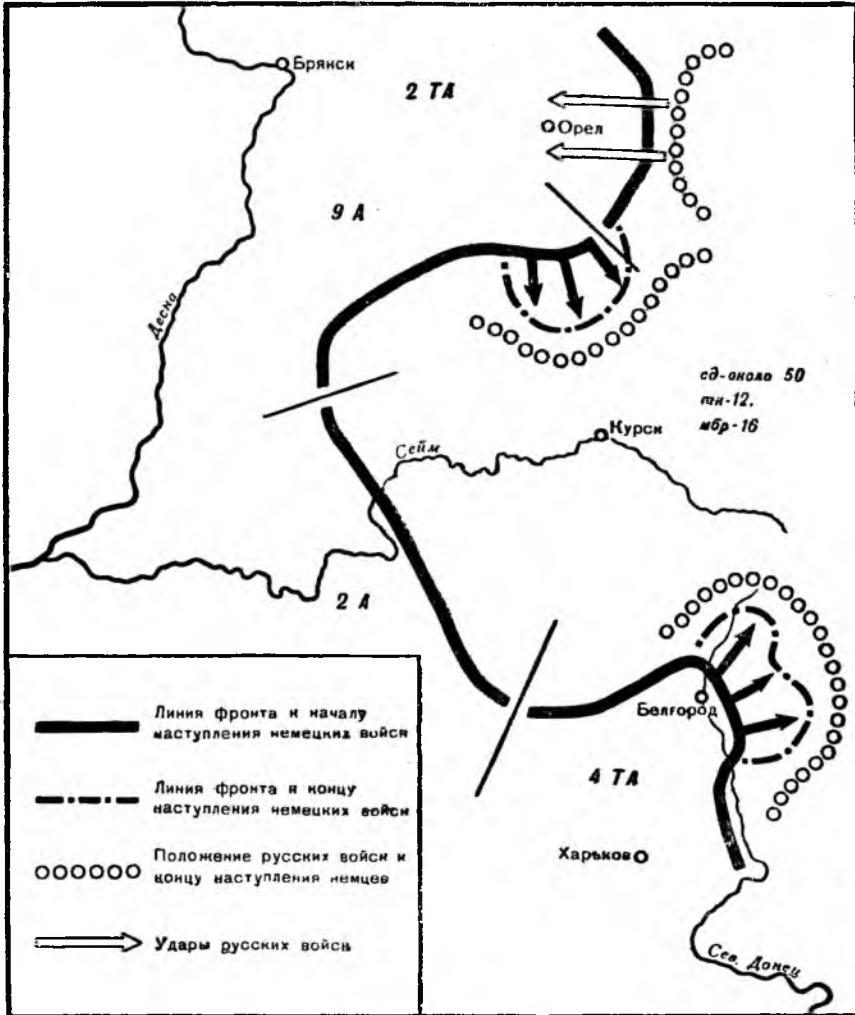 Брянск
2 ТА
Орел
9 А
Десна
сд-около 50
тк-12.
мбр-16
Курск
Сейм
2 А
Белгород
4 ТА
Харьков
Сев. Донец
Линия фронта к началу
наступления немецких войск
Линия фронта к концу
наступления немецких войск
Положение русских войск к
концу наступления немцев
Удары русских войск